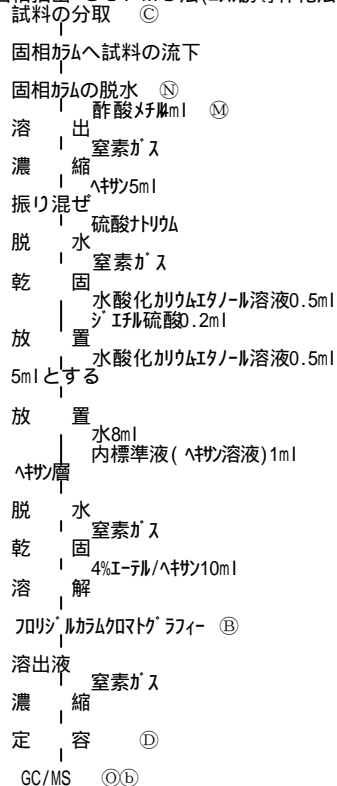 試料の分取 Ⓒ
固相ｶﾗﾑへ試料の流下
固相ｶﾗﾑの脱水 Ⓝ
酢酸ﾒﾁﾙ4ml Ⓜ
溶 出
窒素ｶﾞｽ
濃 縮
ﾍｷｻﾝ5ml
振り混ぜ
硫酸ﾅﾄﾘｳﾑ
脱 水
窒素ｶﾞｽ
乾 固
水酸化ｶﾘｳﾑｴﾀﾉｰﾙ溶液0.5ml
ｼﾞｴﾁﾙ硫酸0.2ml
放 置
水酸化ｶﾘｳﾑｴﾀﾉｰﾙ溶液0.5ml
5mlとする
放 置
水8ml
内標準液(ﾍｷｻﾝ溶液)1ml
ﾍｷｻﾝ層
脱 水
窒素ｶﾞｽ
乾 固
4%ｴｰﾃﾙ/ﾍｷｻﾝ10ml
溶 解
ﾌﾛﾘｼﾞﾙｶﾗﾑｸﾛﾏﾄｸﾞﾗﾌｨｰ Ⓑ
溶出液
窒素ｶﾞｽ
濃 縮
定 容 Ⓓ
GC/MS Ⓞⓑ